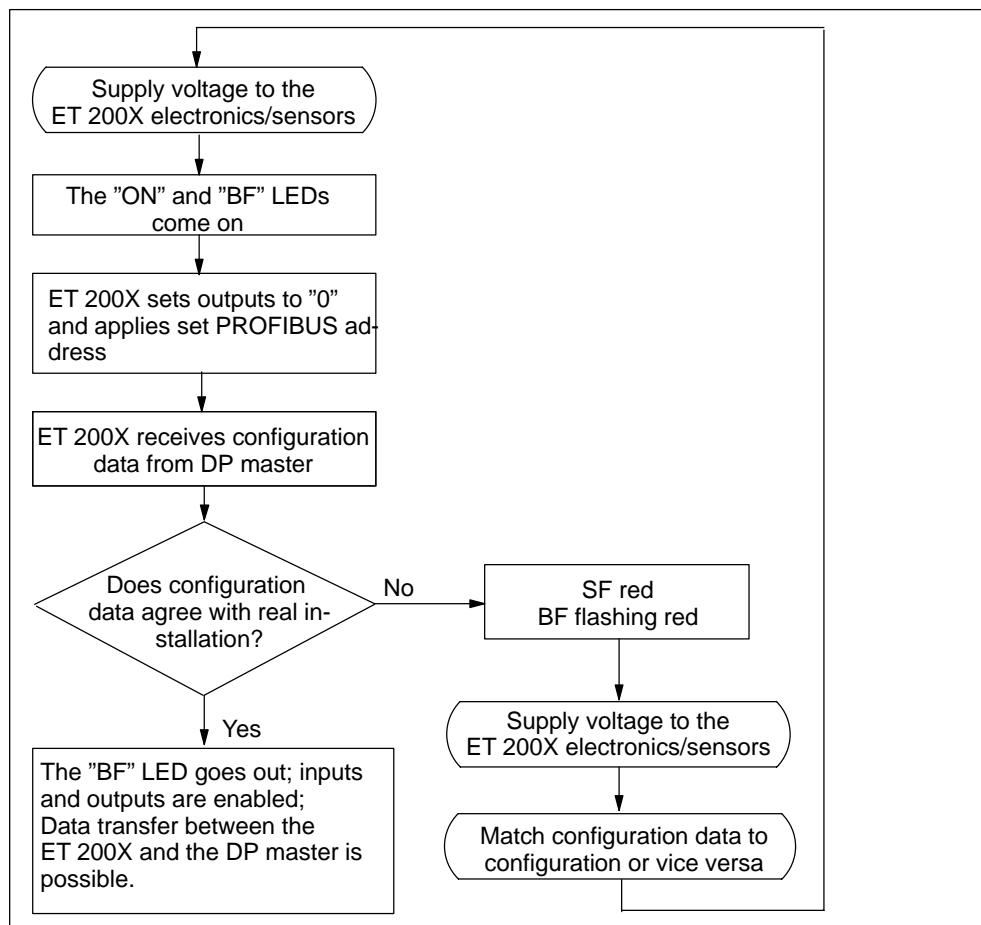 Supply voltage to the
ET 200X electronics/sensors
The ”ON” and ”BF” LEDs
come on
ET 200X sets outputs to ”0”
and applies set PROFIBUS ad-
dress
ET 200X receives configuration
data from DP master
Does configuration
data agree with real in-
stallation?
No
SF red
BF flashing red
Yes
Supply voltage to the
ET 200X electronics/sensors
The ”BF” LED goes out; inputs
and outputs are enabled;
Data transfer between the
ET 200X and the DP master is
possible.
Match configuration data to
configuration or vice versa